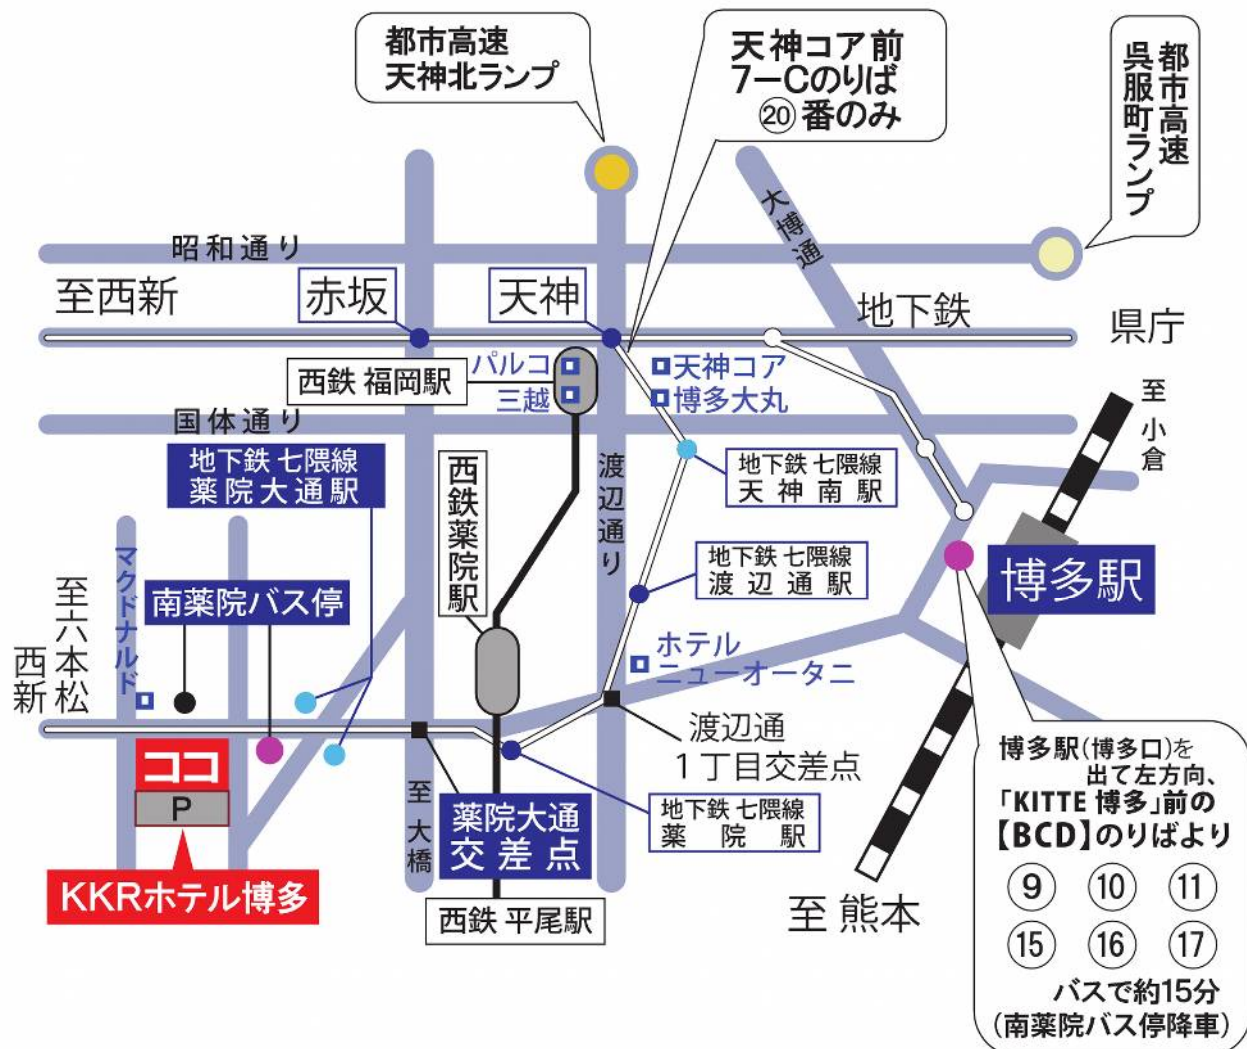 都市高速
天神北ランプ
天神コア前
7ーCのりば
⑳番のみ
都市高速
呉服町ランプ
大博通
昭和通り
至西新
赤坂
天神
地下鉄
県庁
西鉄 福岡駅
パルコ
三越
天神コア
博多大丸
国体通り
至小倉
地下鉄 七隈線
薬院大通駅
西鉄薬院駅
渡辺通り
地下鉄 七隈線
天神南駅
マクドナルド
南薬院バス停
地下鉄 七隈線
渡辺通駅
博多駅
至六本松
西新
ホテル
ニューオータニ
渡辺通
1丁目交差点
ココ
P
KKRホテル博多
至大橋
薬院大通
交差点
地下鉄 七隈線
薬院駅
西鉄 平尾駅
至 熊本
博多駅(博多口)を
出て左方向、
「KITTE 博多」前の
【BCD】のりばより
⑨ ⑩ ⑪
⑮ ⑯ ⑰
バスで約15分
(南薬院バス停降車)